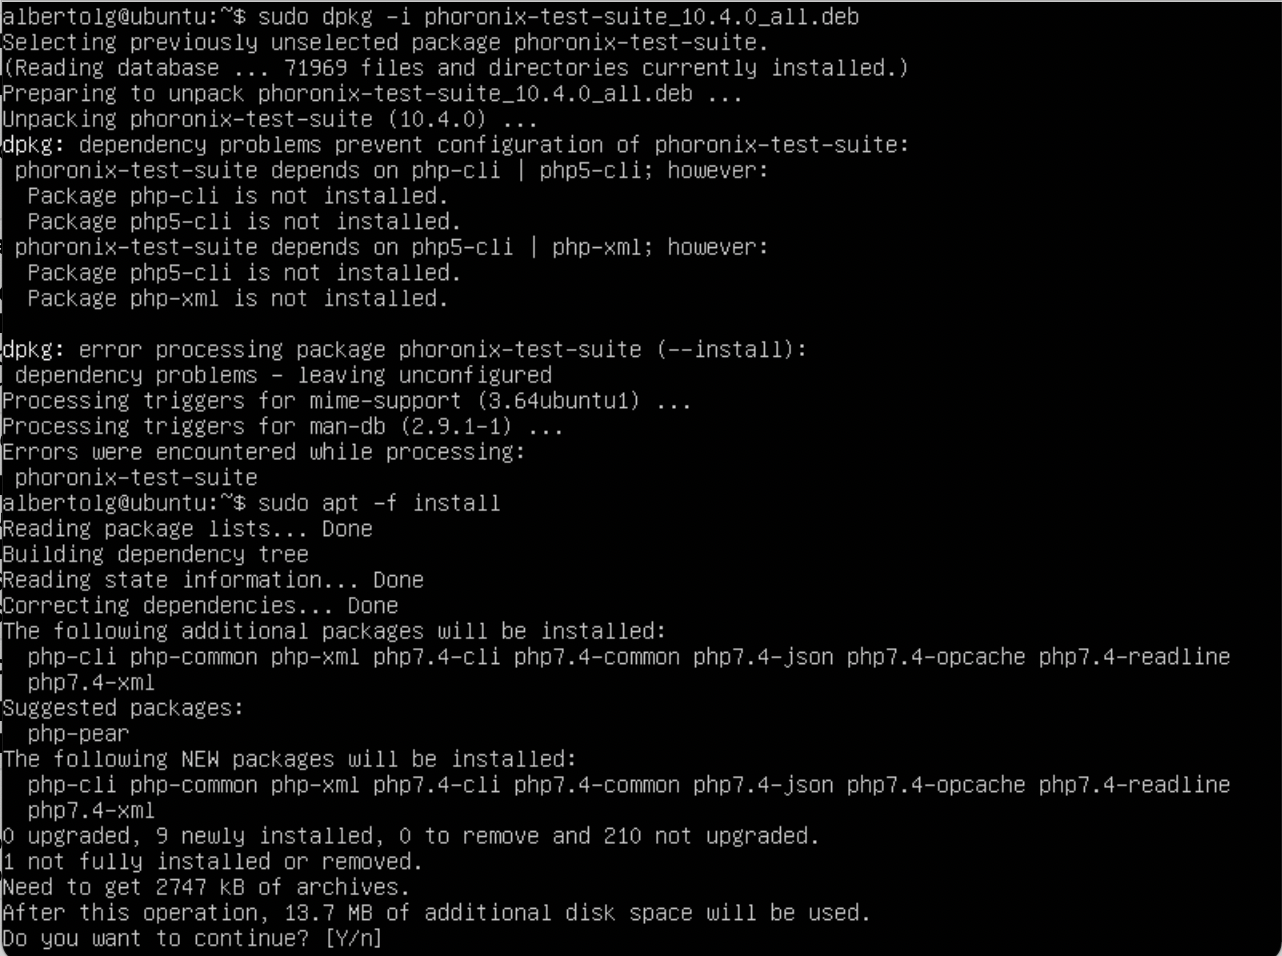 albertolg@ubuntu:~$ sudo dpkg -i phoronix-test-suite_10.4.0_all.deb
Selecting previously unselected package phoronix-test-suite.
(Reading database ... 71969 files and directories currently installed.)
Preparing to unpack phoronix-test-suite_10.4.0_all.deb ...
Unpacking phoronix-test-suite (10.4.0) ...
dpkg: dependency problems prevent configuration of phoronix-test-suite:
 phoronix-test-suite depends on php-cli | php5-cli; however:
  Package php-cli is not installed.
  Package php5-cli is not installed.
 phoronix-test-suite depends on php5-cli | php-xml; however:
  Package php5-cli is not installed.
  Package php-xml is not installed.

dpkg: error processing package phoronix-test-suite (--install):
 dependency problems - leaving unconfigured
Processing triggers for mime-support (3.64ubuntu1) ...
Processing triggers for man-db (2.9.1-1) ...
Errors were encountered while processing:
 phoronix-test-suite
albertolg@ubuntu:~$ sudo apt -f install
Reading package lists... Done
Building dependency tree
Reading state information... Done
Correcting dependencies... Done
The following additional packages will be installed:
  php-cli php-common php-xml php7.4-cli php7.4-common php7.4-json php7.4-opcache php7.4-readline
  php7.4-xml
Suggested packages:
  php-pear
The following NEW packages will be installed:
  php-cli php-common php-xml php7.4-cli php7.4-common php7.4-json php7.4-opcache php7.4-readline
  php7.4-xml
0 upgraded, 9 newly installed, 0 to remove and 210 not upgraded.
1 not fully installed or removed.
Need to get 2747 kB of archives.
After this operation, 13.7 MB of additional disk space will be used.
Do you want to continue? [Y/n]